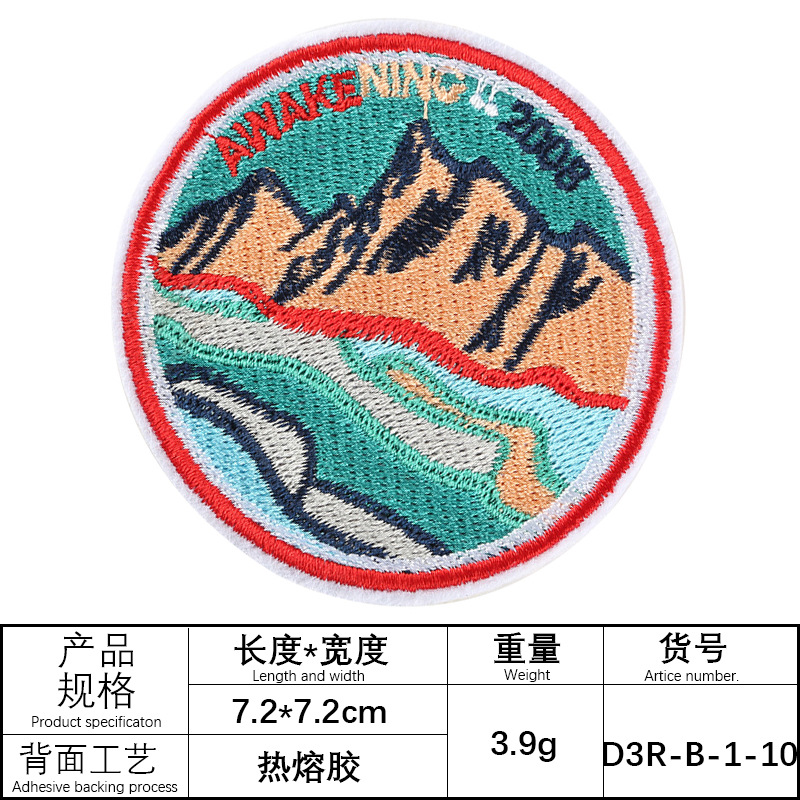 AWAKENING II 2008
产品
规格
Product specificaton
长度*宽度
Length and width
重量
Weight
货号
Artice number.
7.2*7.2cm
3.9g
D3R-B-1-10
背面工艺
Adhesive backing process
热熔胶